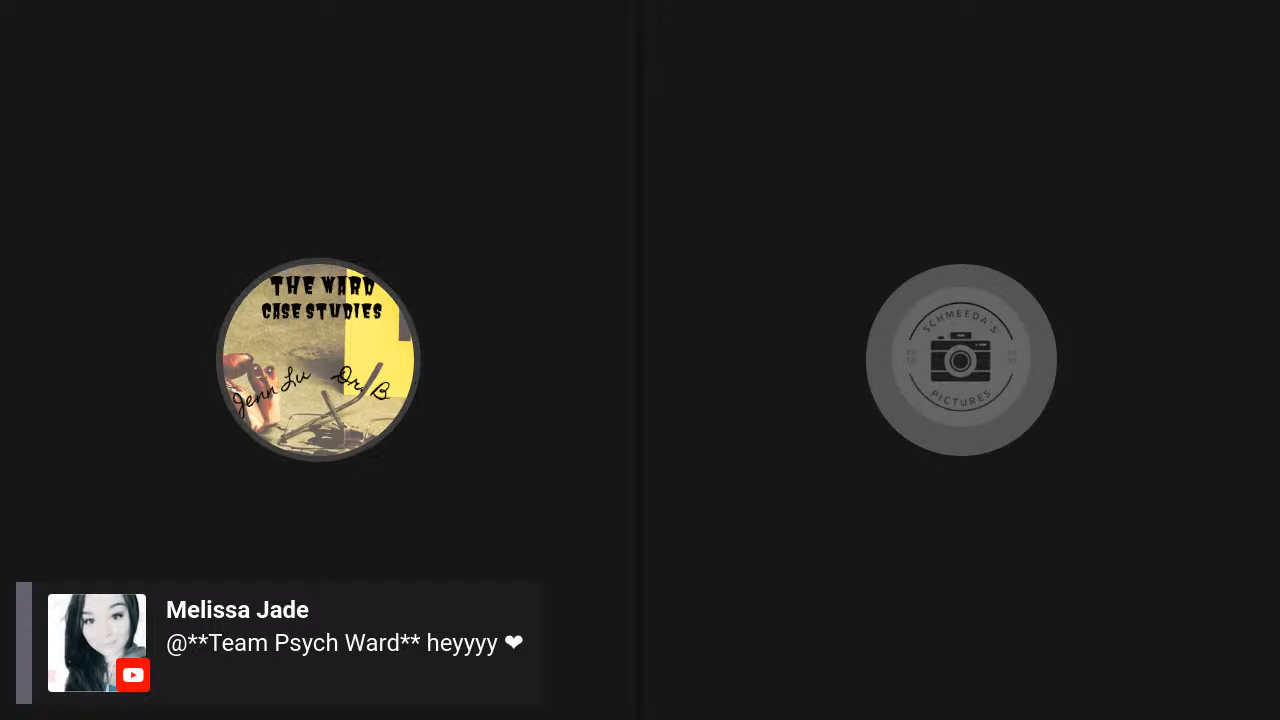 THE WARD
CASE STUDIES
Jenn Lu Dr. B
SCHMEEDA'S
PICTURES
Melissa Jade
@**Team Psych Ward** heyyyy ❤